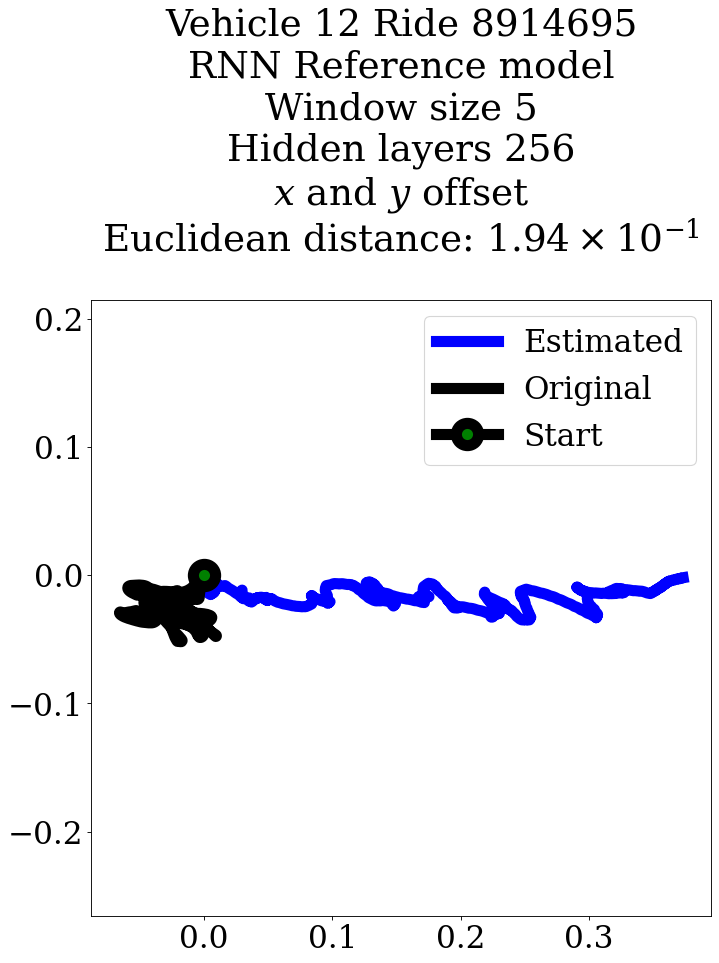 Vehicle 12 Ride 8914695
RNN Reference model
Window size 5
Hidden layers 256
x and y offset
Euclidean distance: 1.94 × 10⁻¹
0.2
0.1
0.0
−0.1
−0.2
Estimated
Original
Start
0.0 0.1 0.2 0.3